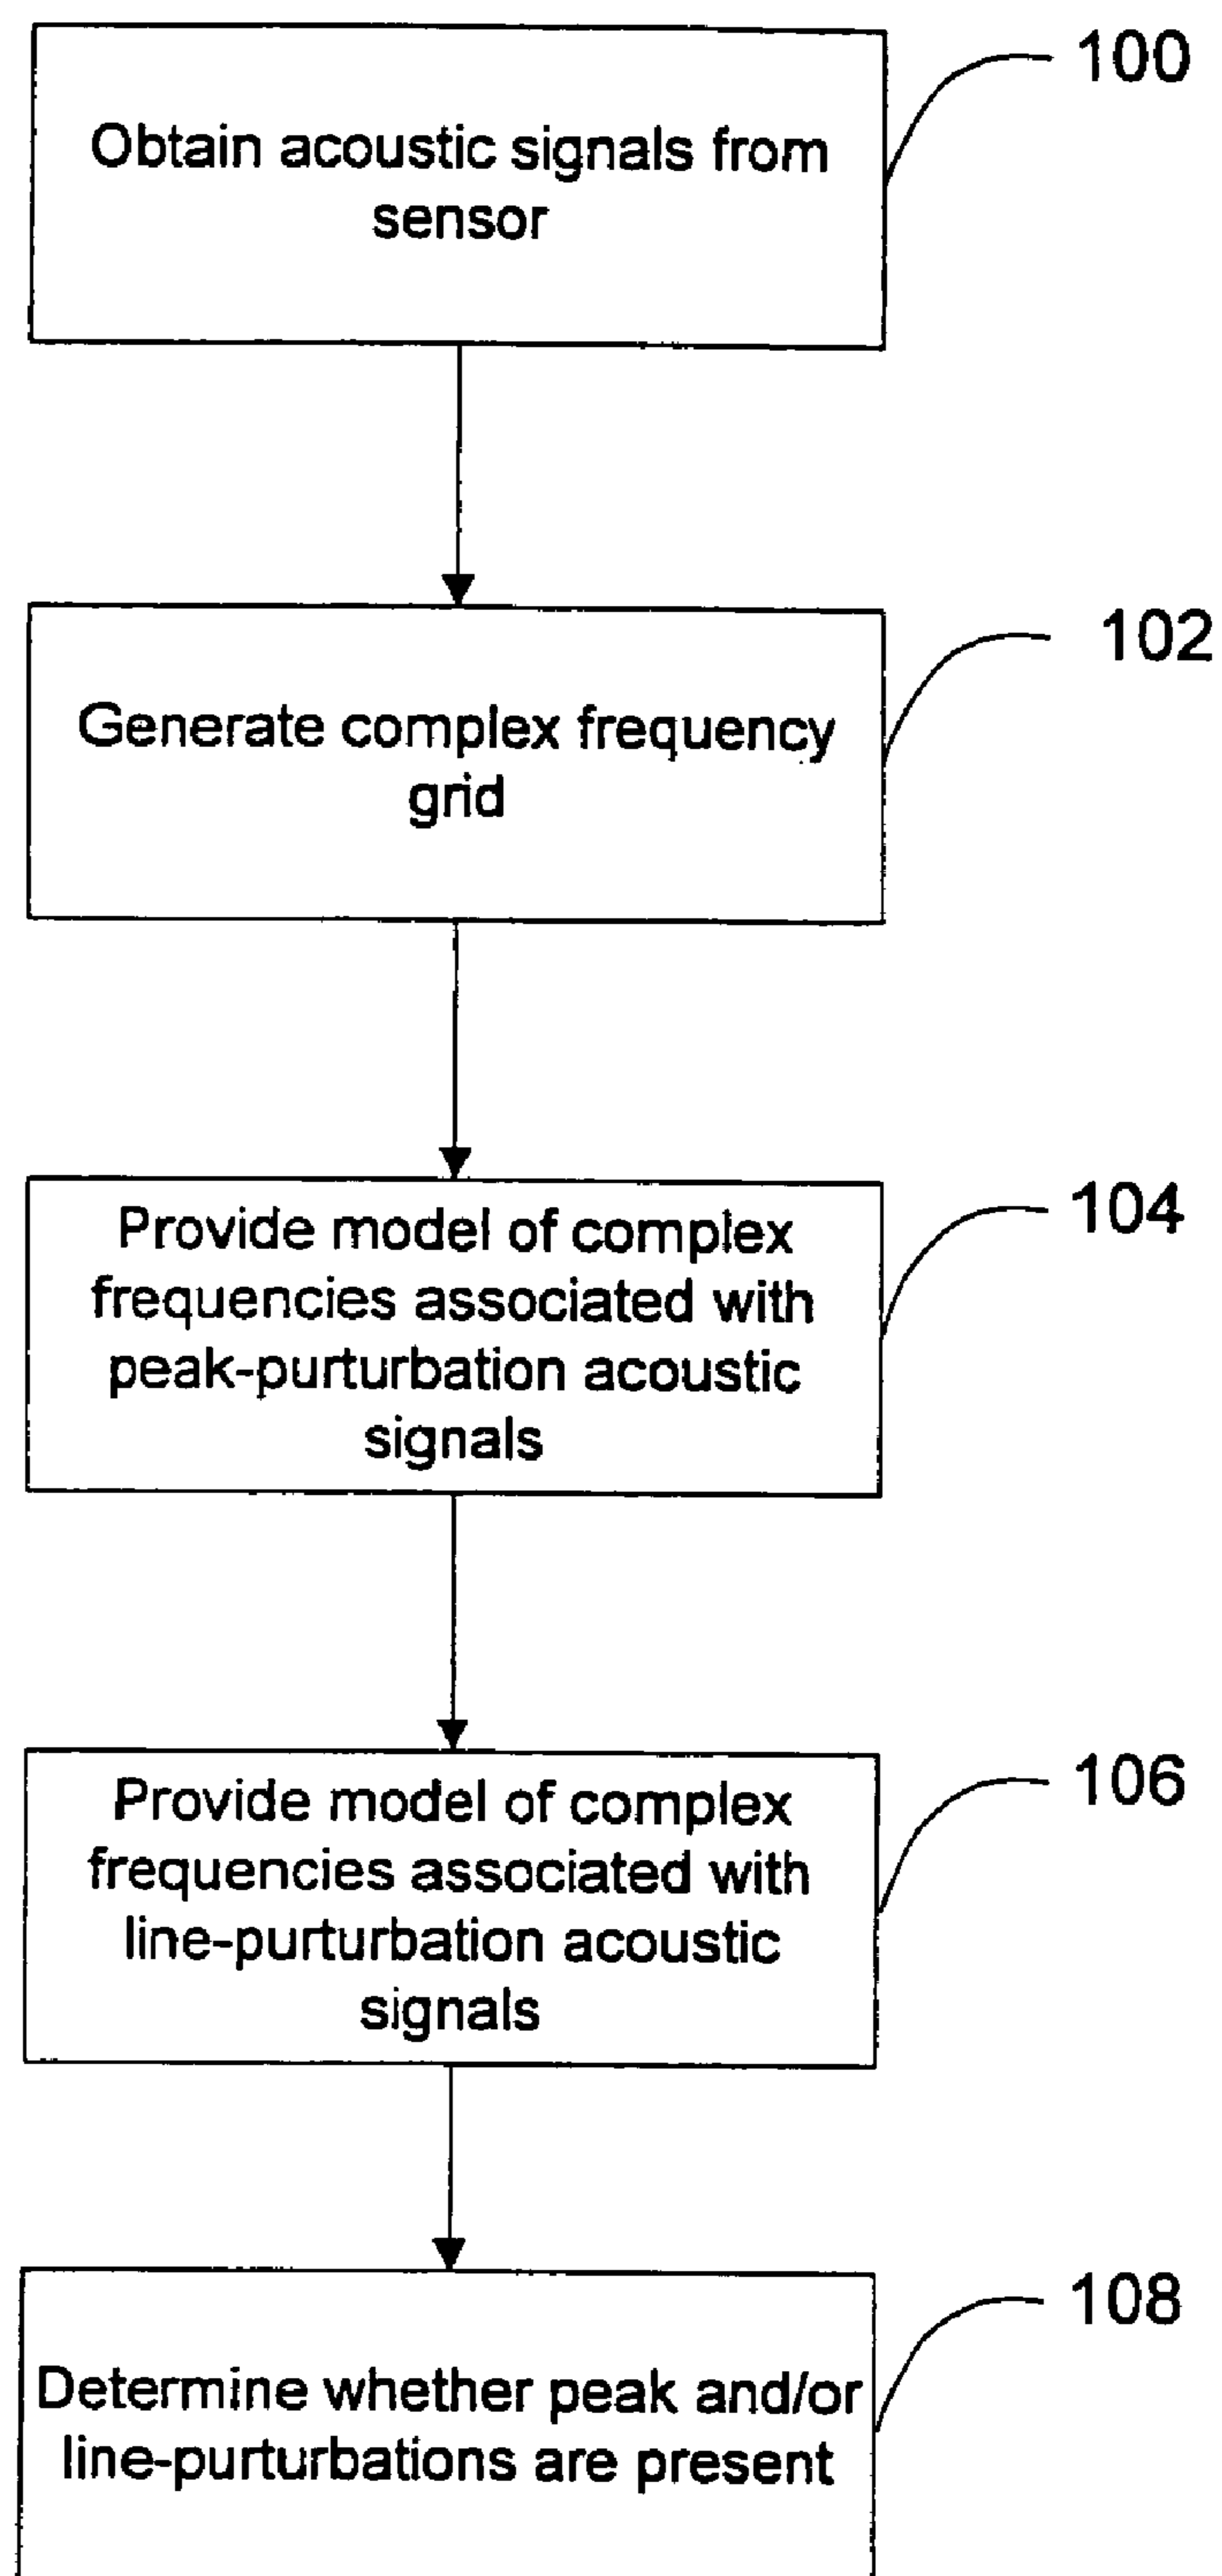 100
Obtain acoustic signals from
sensor
102
Generate complex frequency
grid
104
Provide model of complex
frequencies associated with
peak-purturbation acoustic
signals
106
Provide model of complex
frequencies associated with
line-purturbation acoustic
signals
108
Determine whether peak and/or
line-purturbations are present